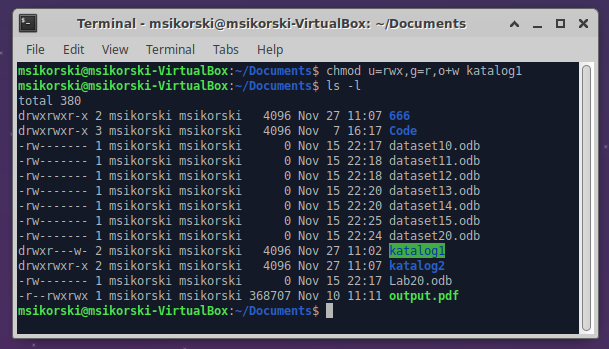 Terminal - msikorski@msikorski-VirtualBox: ~/Documents
File Edit View Terminal Tabs Help
msikorski@msikorski-VirtualBox:~/Documents$ chmod u=rwx,g=r,o+w katalog1
msikorski@msikorski-VirtualBox:~/Documents$ ls -l
total 380
drwxrwxr-x 2 msikorski msikorski   4096 Nov 27 11:07 666
drwxrwxr-x 3 msikorski msikorski   4096 Nov  7 16:17 Code
-rw------- 1 msikorski msikorski      0 Nov 15 22:17 dataset10.odb
-rw------- 1 msikorski msikorski      0 Nov 15 22:18 dataset11.odb
-rw------- 1 msikorski msikorski      0 Nov 15 22:18 dataset12.odb
-rw------- 1 msikorski msikorski      0 Nov 15 22:20 dataset13.odb
-rw------- 1 msikorski msikorski      0 Nov 15 22:20 dataset14.odb
-rw------- 1 msikorski msikorski      0 Nov 15 22:25 dataset15.odb
-rw------- 1 msikorski msikorski      0 Nov 15 22:24 dataset20.odb
drwxr---w- 2 msikorski msikorski   4096 Nov 27 11:02 katalog1
drwxrwxr-x 2 msikorski msikorski   4096 Nov 27 11:07 katalog2
-rw------- 1 msikorski msikorski      0 Nov 15 22:17 Lab20.odb
-r--rwxrwx 1 msikorski msikorski 368707 Nov 10 11:11 output.pdf
msikorski@msikorski-VirtualBox:~/Documents$